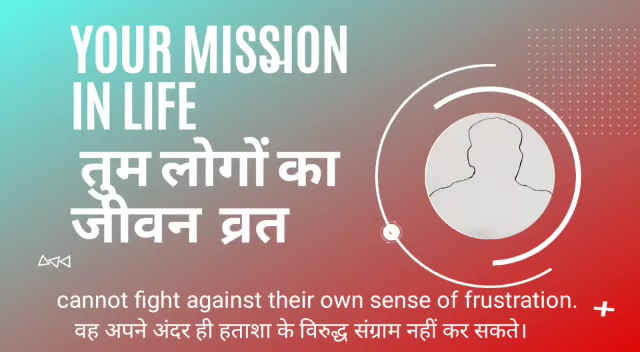 YOUR MISSION
IN LIFE
तुम लोगों का
जीवन व्रत
cannot fight against their own sense of frustration.
वह अपने अंदर ही हताशा के विरुद्ध संग्राम नहीं कर सकते।